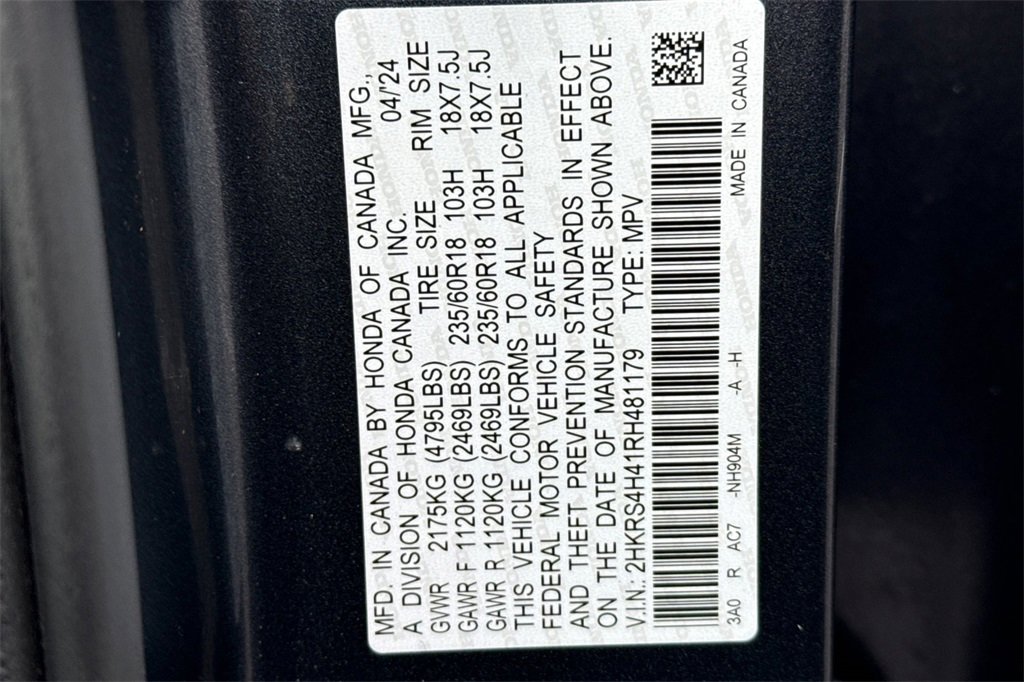 MFD. IN CANADA BY HONDA OF CANADA MFG.,
A DIVISION OF HONDA CANADA INC. 04/'24
GVWR 2175KG (4795LBS) TIRE SIZE RIM SIZE
GAWR F 1120KG (2469LBS) 235/60R18 103H 18X7.5J
GAWR R 1120KG (2469LBS) 235/60R18 103H 18X7.5J
THIS VEHICLE CONFORMS TO ALL APPLICABLE
FEDERAL MOTOR VEHICLE SAFETY
AND THEFT PREVENTION STANDARDS IN EFFECT
ON THE DATE OF MANUFACTURE SHOWN ABOVE.
V.I.N.: 2HKRS4H41RH481179 TYPE: MPV
3A0 R AC7 -NH904M -A -H MADE IN CANADA